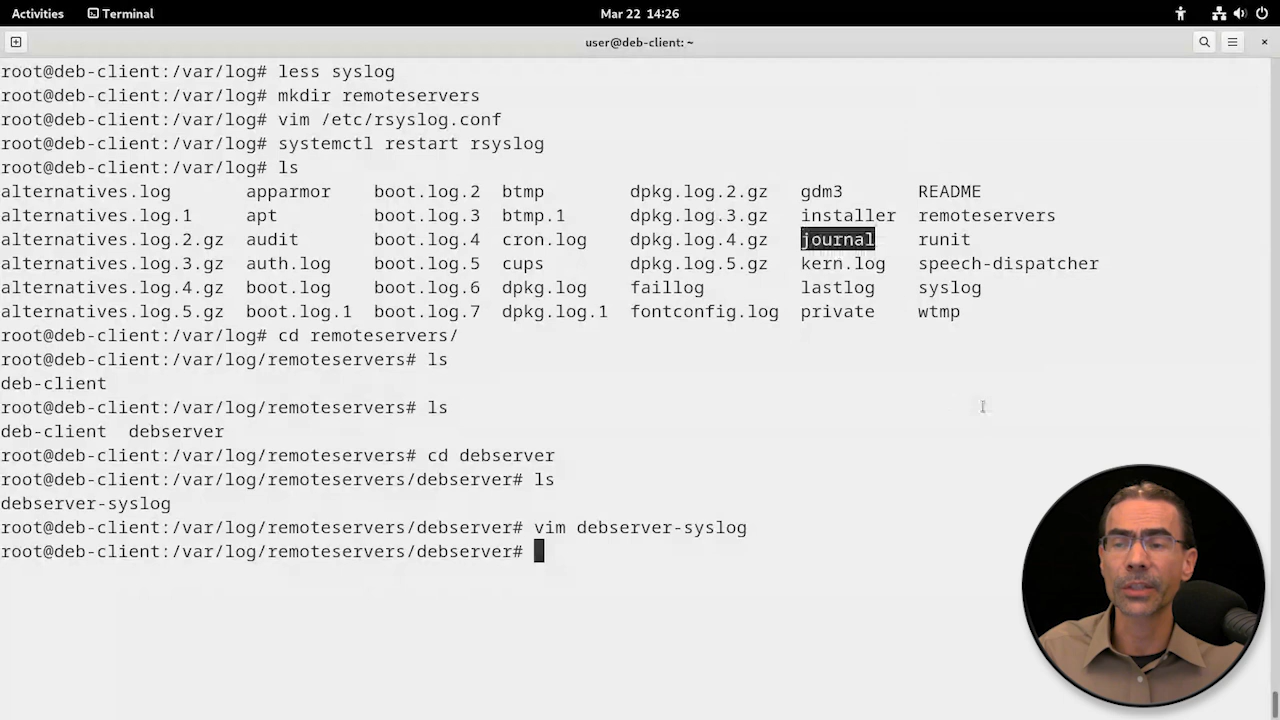 Activities Terminal Mar 22 14:26
user@deb-client: ~
root@deb-client:/var/log# less syslog
root@deb-client:/var/log# mkdir remoteservers
root@deb-client:/var/log# vim /etc/rsyslog.conf
root@deb-client:/var/log# systemctl restart rsyslog
root@deb-client:/var/log# ls
alternatives.log apparmor boot.log.2 btmp dpkg.log.2.gz gdm3 README
alternatives.log.1 apt boot.log.3 btmp.1 dpkg.log.3.gz installer remoteservers
alternatives.log.2.gz audit boot.log.4 cron.log dpkg.log.4.gz journal runit
alternatives.log.3.gz auth.log boot.log.5 cups dpkg.log.5.gz kern.log speech-dispatcher
alternatives.log.4.gz boot.log boot.log.6 dpkg.log faillog lastlog syslog
alternatives.log.5.gz boot.log.1 boot.log.7 dpkg.log.1 fontconfig.log private wtmp
root@deb-client:/var/log# cd remoteservers/
root@deb-client:/var/log/remoteservers# ls
deb-client
root@deb-client:/var/log/remoteservers# ls
deb-client debserver
root@deb-client:/var/log/remoteservers# cd debserver
root@deb-client:/var/log/remoteservers/debserver# ls
debserver-syslog
root@deb-client:/var/log/remoteservers/debserver# vim debserver-syslog
root@deb-client:/var/log/remoteservers/debserver#